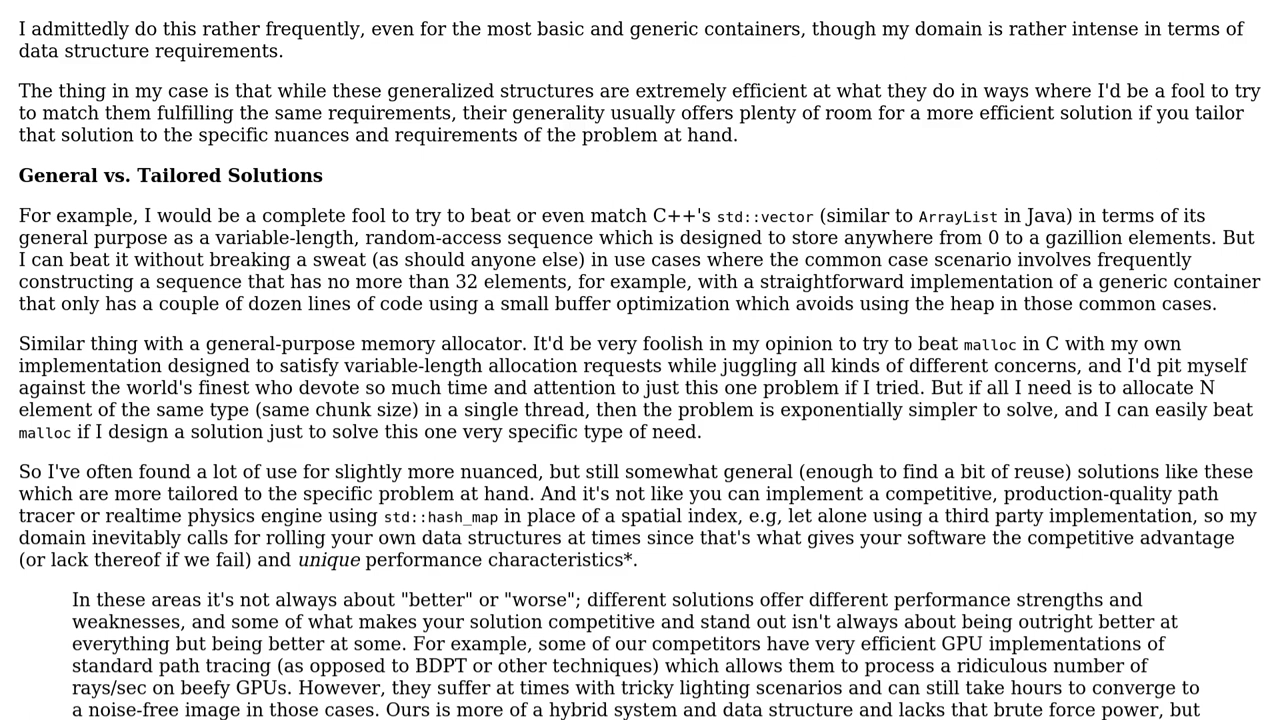 I admittedly do this rather frequently, even for the most basic and generic containers, though my domain is rather intense in terms of
data structure requirements.
The thing in my case is that while these generalized structures are extremely efficient at what they do in ways where I'd be a fool to try
to match them fulfilling the same requirements, their generality usually offers plenty of room for a more efficient solution if you tailor
that solution to the specific nuances and requirements of the problem at hand.
General vs. Tailored Solutions
For example, I would be a complete fool to try to beat or even match C++'s std::vector (similar to ArrayList in Java) in terms of its
general purpose as a variable-length, random-access sequence which is designed to store anywhere from 0 to a gazillion elements. But
I can beat it without breaking a sweat (as should anyone else) in use cases where the common case scenario involves frequently
constructing a sequence that has no more than 32 elements, for example, with a straightforward implementation of a generic container
that only has a couple of dozen lines of code using a small buffer optimization which avoids using the heap in those common cases.
Similar thing with a general-purpose memory allocator. It'd be very foolish in my opinion to try to beat malloc in C with my own
implementation designed to satisfy variable-length allocation requests while juggling all kinds of different concerns, and I'd pit myself
against the world's finest who devote so much time and attention to just this one problem if I tried. But if all I need is to allocate N
element of the same type (same chunk size) in a single thread, then the problem is exponentially simpler to solve, and I can easily beat
malloc if I design a solution just to solve this one very specific type of need.
So I've often found a lot of use for slightly more nuanced, but still somewhat general (enough to find a bit of reuse) solutions like these
which are more tailored to the specific problem at hand. And it's not like you can implement a competitive, production-quality path
tracer or realtime physics engine using std::hash_map in place of a spatial index, e.g, let alone using a third party implementation, so my
domain inevitably calls for rolling your own data structures at times since that's what gives your software the competitive advantage
(or lack thereof if we fail) and unique performance characteristics*.
In these areas it's not always about "better" or "worse"; different solutions offer different performance strengths and
weaknesses, and some of what makes your solution competitive and stand out isn't always about being outright better at
everything but being better at some. For example, some of our competitors have very efficient GPU implementations of
standard path tracing (as opposed to BDPT or other techniques) which allows them to process a ridiculous number of
rays/sec on beefy GPUs. However, they suffer at times with tricky lighting scenarios and can still take hours to converge to
a noise-free image in those cases. Ours is more of a hybrid system and data structure and lacks that brute force power, but